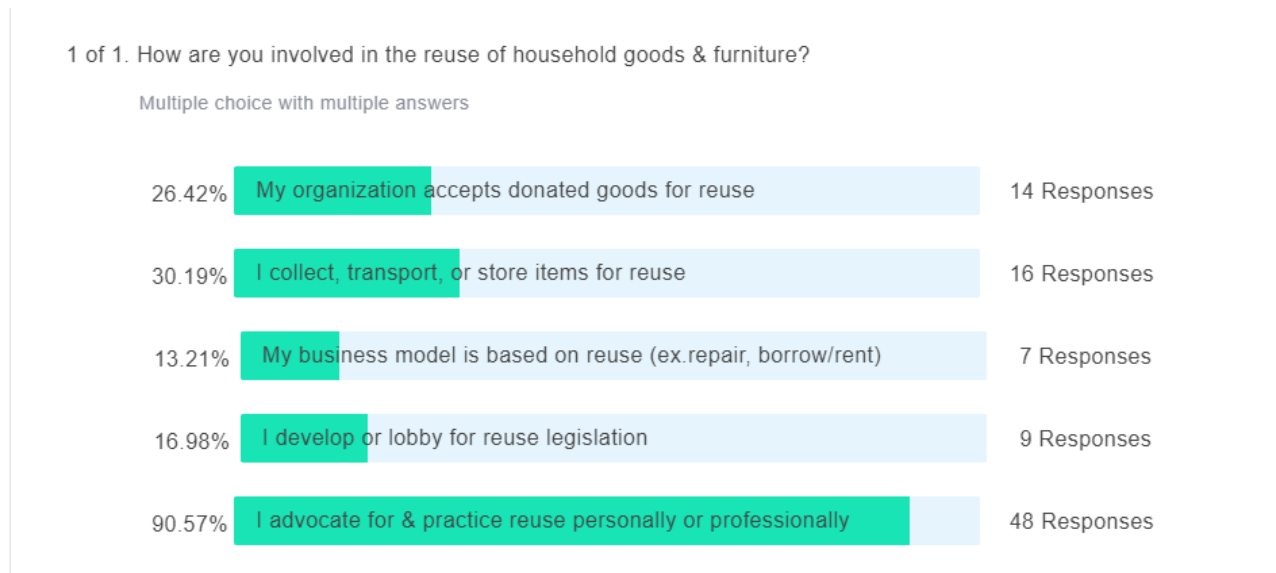 1 of 1. How are you involved in the reuse of household goods & furniture?
Multiple choice with multiple answers
26.42% My organization accepts donated goods for reuse 14 Responses
30.19% I collect, transport, or store items for reuse 16 Responses
13.21% My business model is based on reuse (ex.repair, borrow/rent) 7 Responses
16.98% I develop or lobby for reuse legislation 9 Responses
90.57% I advocate for & practice reuse personally or professionally 48 Responses